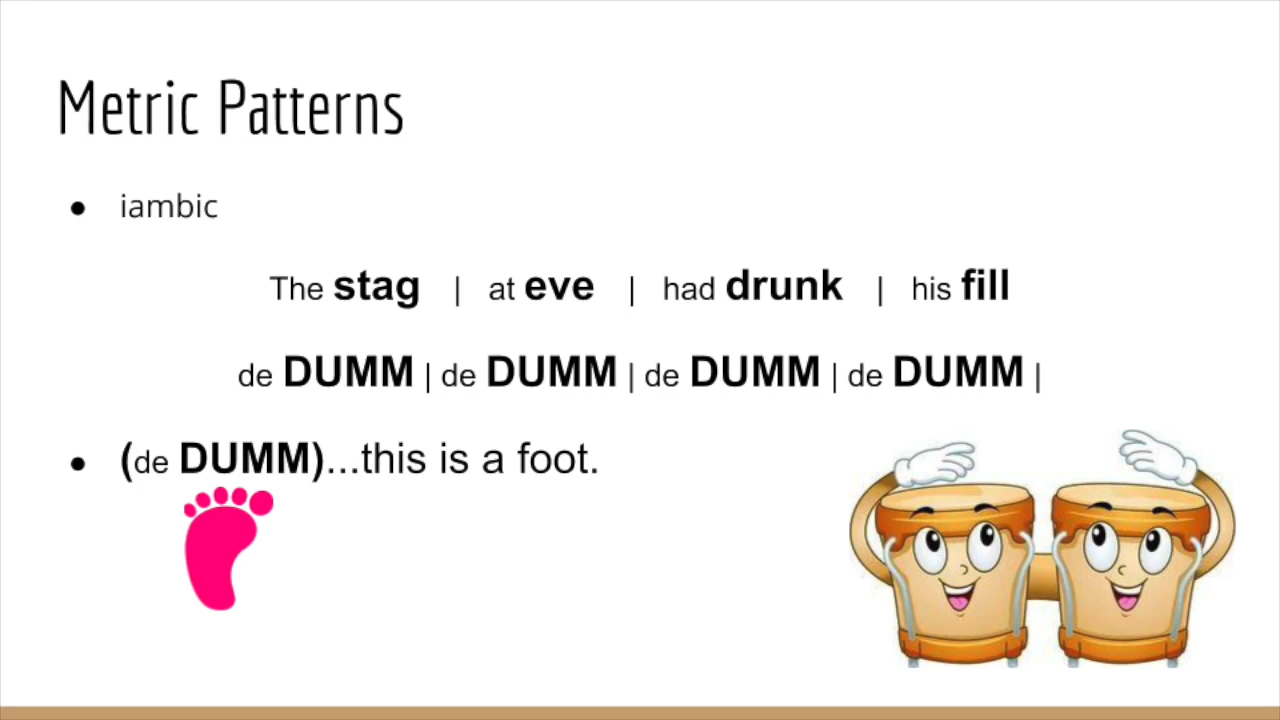 Metric Patterns
● iambic
The stag | at eve | had drunk | his fill
de DUMM | de DUMM | de DUMM | de DUMM |
● (de DUMM)...this is a foot.